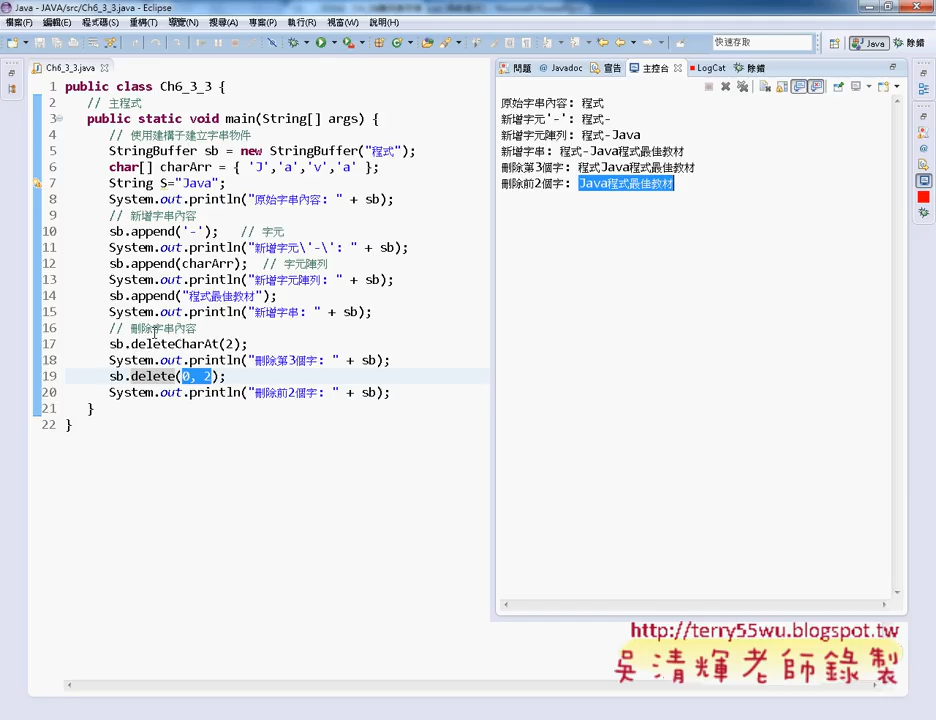 Java - JAVA/src/Ch6_3_3.java - Eclipse
檔案(F) 編輯(E) 程式碼(S) 重構(T) 導覽(N) 搜尋(A) 專案(P) 執行(R) 視窗(W) 說明(H)
快速存取
Java
除錯
Ch6_3_3.java
1 public class Ch6_3_3 {
2 // 主程式
3 public static void main(String[] args) {
4 // 使用建構子建立字串物件
5 StringBuffer sb = new StringBuffer("程式");
6 char[] charArr = { 'J','a','v','a' };
7 String S="Java";
8 System.out.println("原始字串內容: " + sb);
9 // 新增字串內容
10 sb.append('-'); // 字元
11 System.out.println("新增字元\'-\': " + sb);
12 sb.append(charArr); // 字元陣列
13 System.out.println("新增字元陣列: " + sb);
14 sb.append("程式最佳教材");
15 System.out.println("新增字串: " + sb);
16 // 刪除字串內容
17 sb.deleteCharAt(2);
18 System.out.println("刪除第3個字: " + sb);
19 sb.delete(0, 2);
20 System.out.println("刪除前2個字: " + sb);
21 }
22 }
問題 @ Javadoc 宣告 主控台 LogCat 除錯
原始字串內容: 程式
新增字元'-': 程式-
新增字元陣列: 程式-Java
新增字串: 程式-Java程式最佳教材
刪除第3個字: 程式Java程式最佳教材
刪除前2個字: Java程式最佳教材
http://terry55wu.blogspot.tw
吳清輝老師錄製